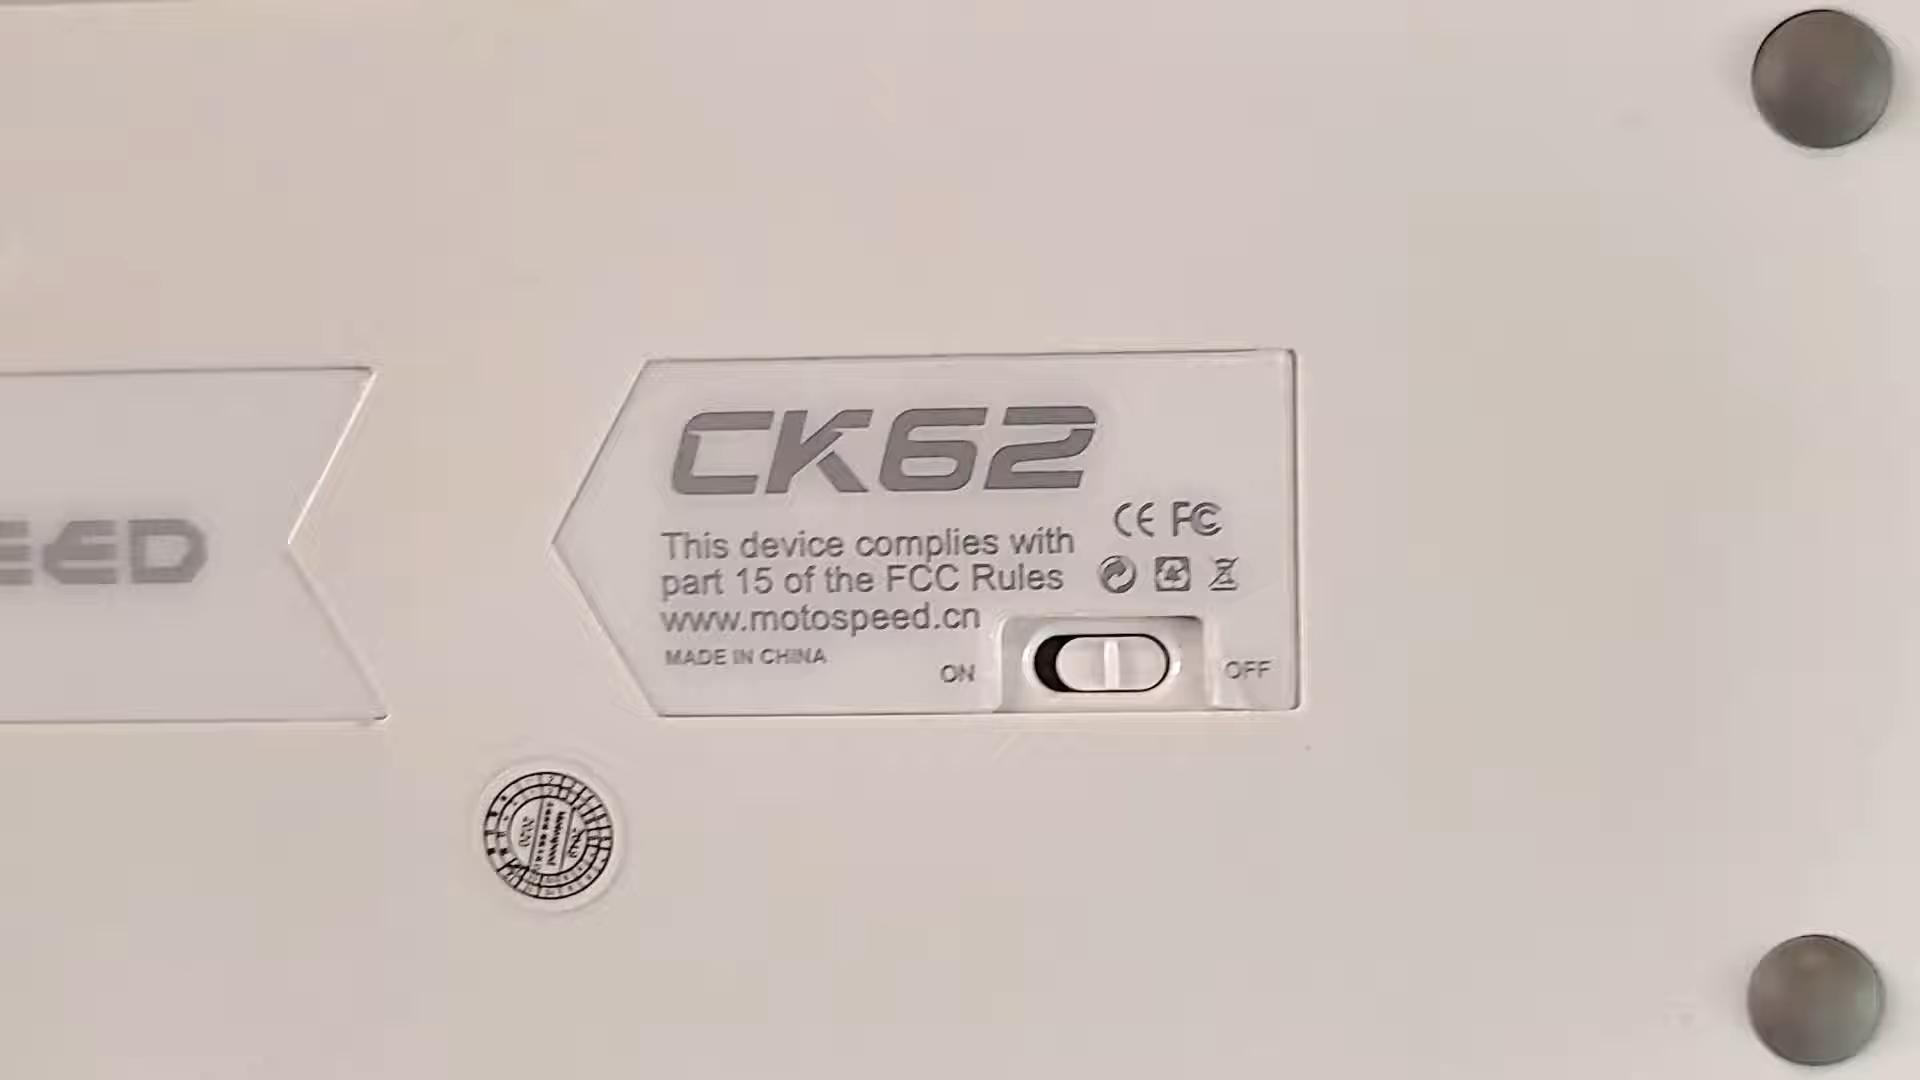 EED
CK62
CE FC
This device complies with
part 15 of the FCC Rules
www.motospeed.cn
MADE IN CHINA
ON
OFF
2020